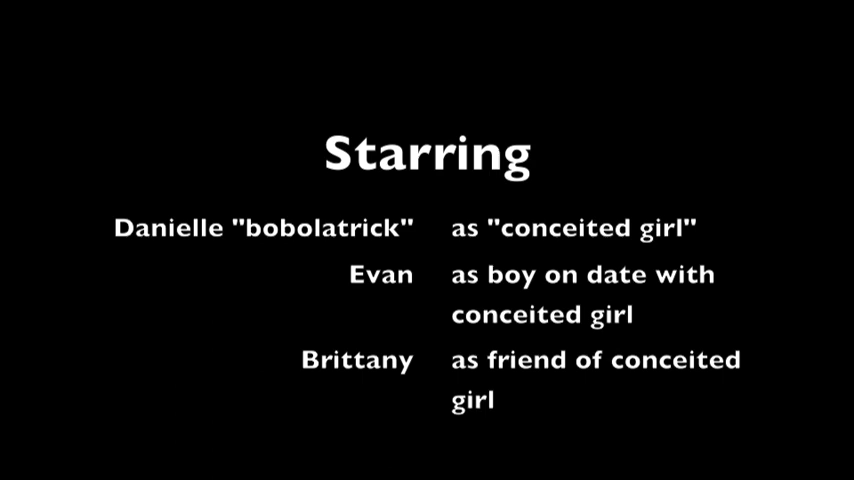 Starring
Danielle "bobolatrick" as "conceited girl"
Evan as boy on date with
conceited girl
Brittany as friend of conceited
girl